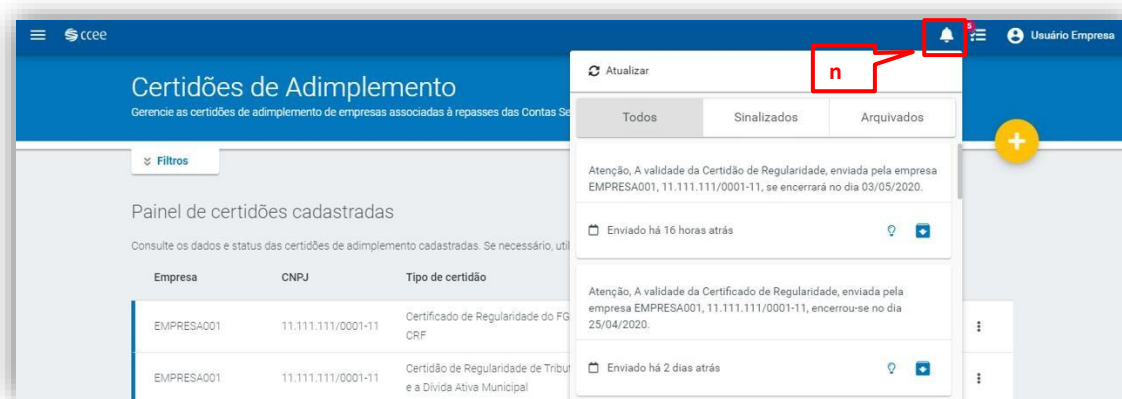 ccee
5
Usuário Empresa
n
Certidões de Adimplemento
Gerencie as certidões de adimplemento de empresas associadas à repasses das Contas Se
Filtros
Painel de certidões cadastradas
Consulte os dados e status das certidões de adimplemento cadastradas. Se necessário, util
Empresa CNPJ Tipo de certidão
EMPRESA001 11.111.111/0001-11 Certificado de Regularidade do FG
CRF
EMPRESA001 11.111.111/0001-11 Certidão de Regularidade de Tribut
e a Dívida Ativa Municipal
Atualizar
Todos Sinalizados Arquivados
Atenção, A validade da Certidão de Regularidade, enviada pela empresa
EMPRESA001, 11.111.111/0001-11, se encerrará no dia 03/05/2020.
Enviado há 16 horas atrás
Atenção, A validade da Certificado de Regularidade, enviada pela
empresa EMPRESA001, 11.111.111/0001-11, encerrou-se no dia
25/04/2020.
Enviado há 2 dias atrás